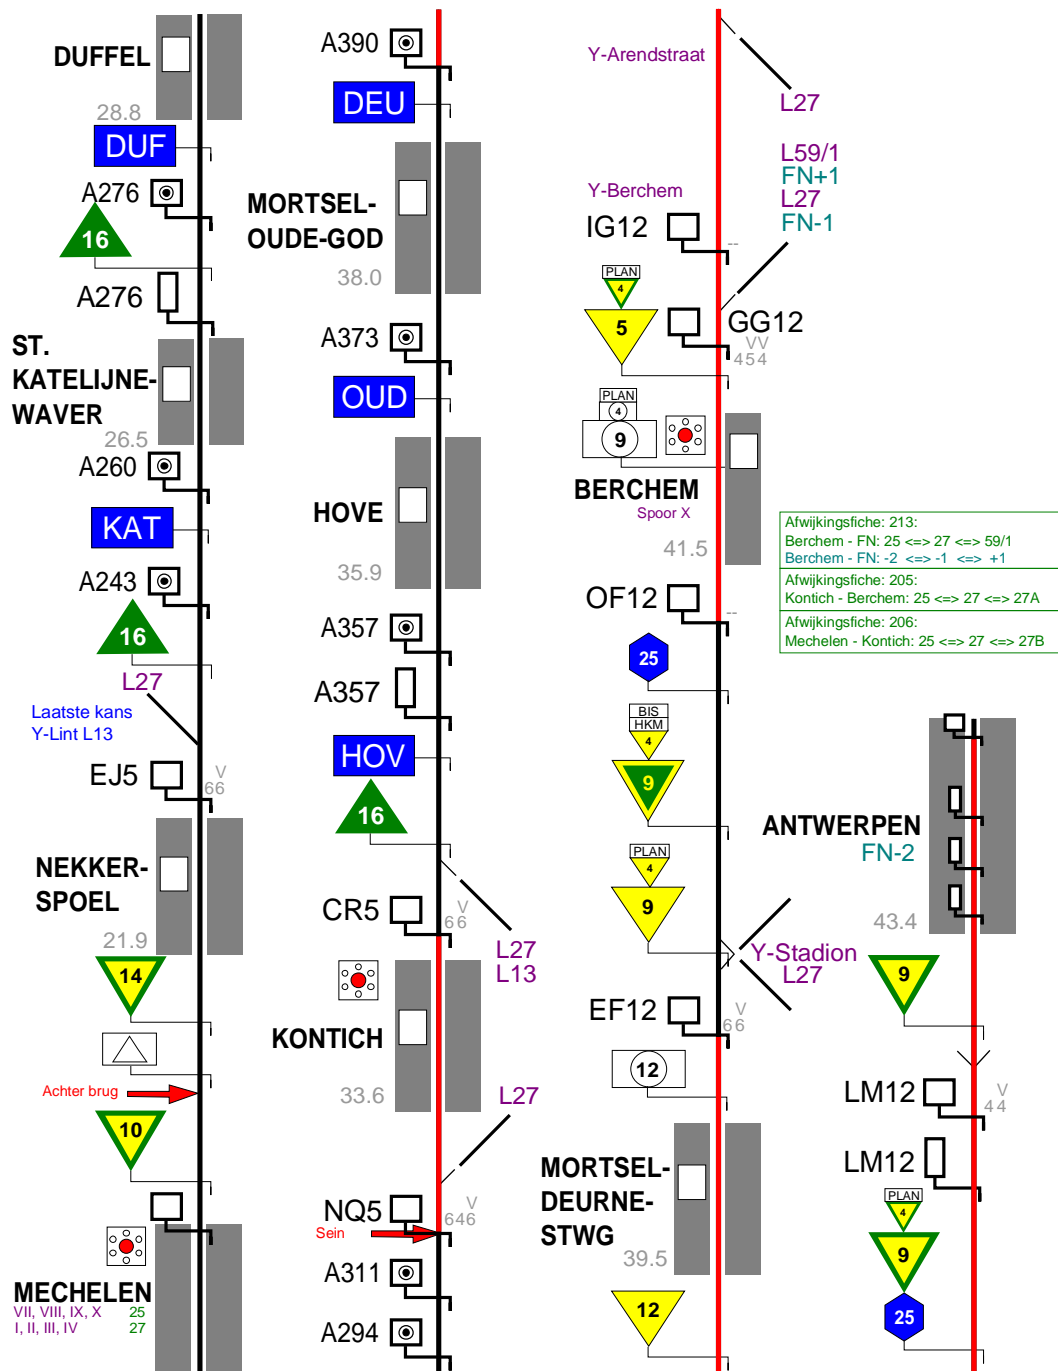 DUFFEL
28.8
DUF
A276
16
A276
ST.
KATELIJNE-
WAVER
26.5
A260
KAT
A243
16
L27
Laatste kans
Y-Lint L13
EJ5
V
66
NEKKER-
SPOEL
21.9
14
Achter brug
10
MECHELEN
VII, VIII, IX, X 25
I, II, III, IV 27
A390
DEU
MORTSEL-
OUDE-GOD
38.0
A373
OUD
HOVE
35.9
A357
A357
HOV
16
CR5
V
66
L27
L13
KONTICH
33.6
L27
NQ5
V
646
Sein
A311
A294
Y-Arendstraat
L27
L59/1
FN+1
L27
FN-1
Y-Berchem
IG12
--
PLAN
4
5
GG12
VV
454
PLAN
4
9
BERCHEM
Spoor X
41.5
OF12
--
25
BIS
HKM
4
9
PLAN
4
9
Y-Stadion
L27
EF12
V
66
12
MORTSEL-
DEURNE-
STWG
39.5
12
Afwijkingsfiche: 213:
Berchem - FN: 25 <=> 27 <=> 59/1
Berchem - FN: -2 <=> -1 <=> +1
Afwijkingsfiche: 205:
Kontich - Berchem: 25 <=> 27 <=> 27A
Afwijkingsfiche: 206:
Mechelen - Kontich: 25 <=> 27 <=> 27B
ANTWERPEN
FN-2
43.4
9
LM12
V
44
LM12
PLAN
4
9
25